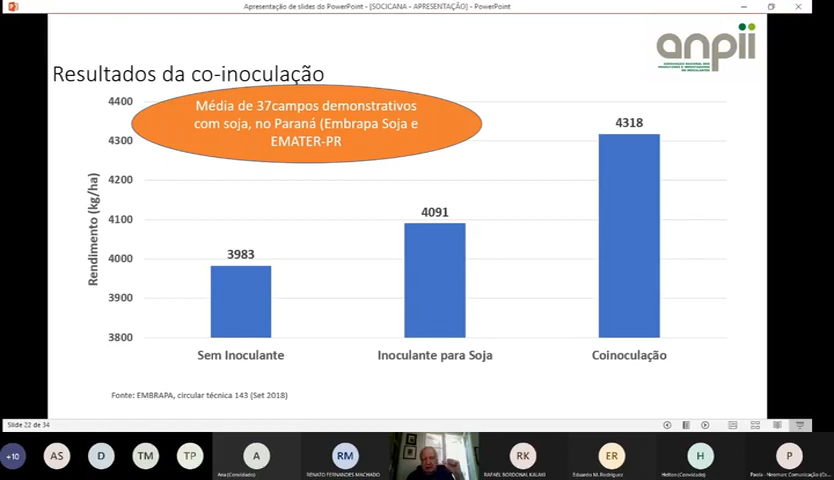 Apresentação de slides do PowerPoint - [SOCICANA - APRESENTAÇÃO] - PowerPoint
anpii
Resultados da co-inoculação
Média de 37campos demonstrativos
com soja, no Paraná (Embrapa Soja e
EMATER-PR
Rendimento (kg/ha)
4400
4300
4200
4100
4000
3900
3800
3983
4091
4318
Sem Inoculante
Inoculante para Soja
Coinoculação
Fonte: EMBRAPA, circular técnica 143 (Set 2018)
Slide 22 de 34
+10
AS
D
TM
TP
A
RM
RK
ER
H
P
Ana (Convidado)
RENATO FERNANDES MACHADO
RAFAEL BORDONAL KALAKI
Eduardo M. Rodriguez
Helton (Convidado)